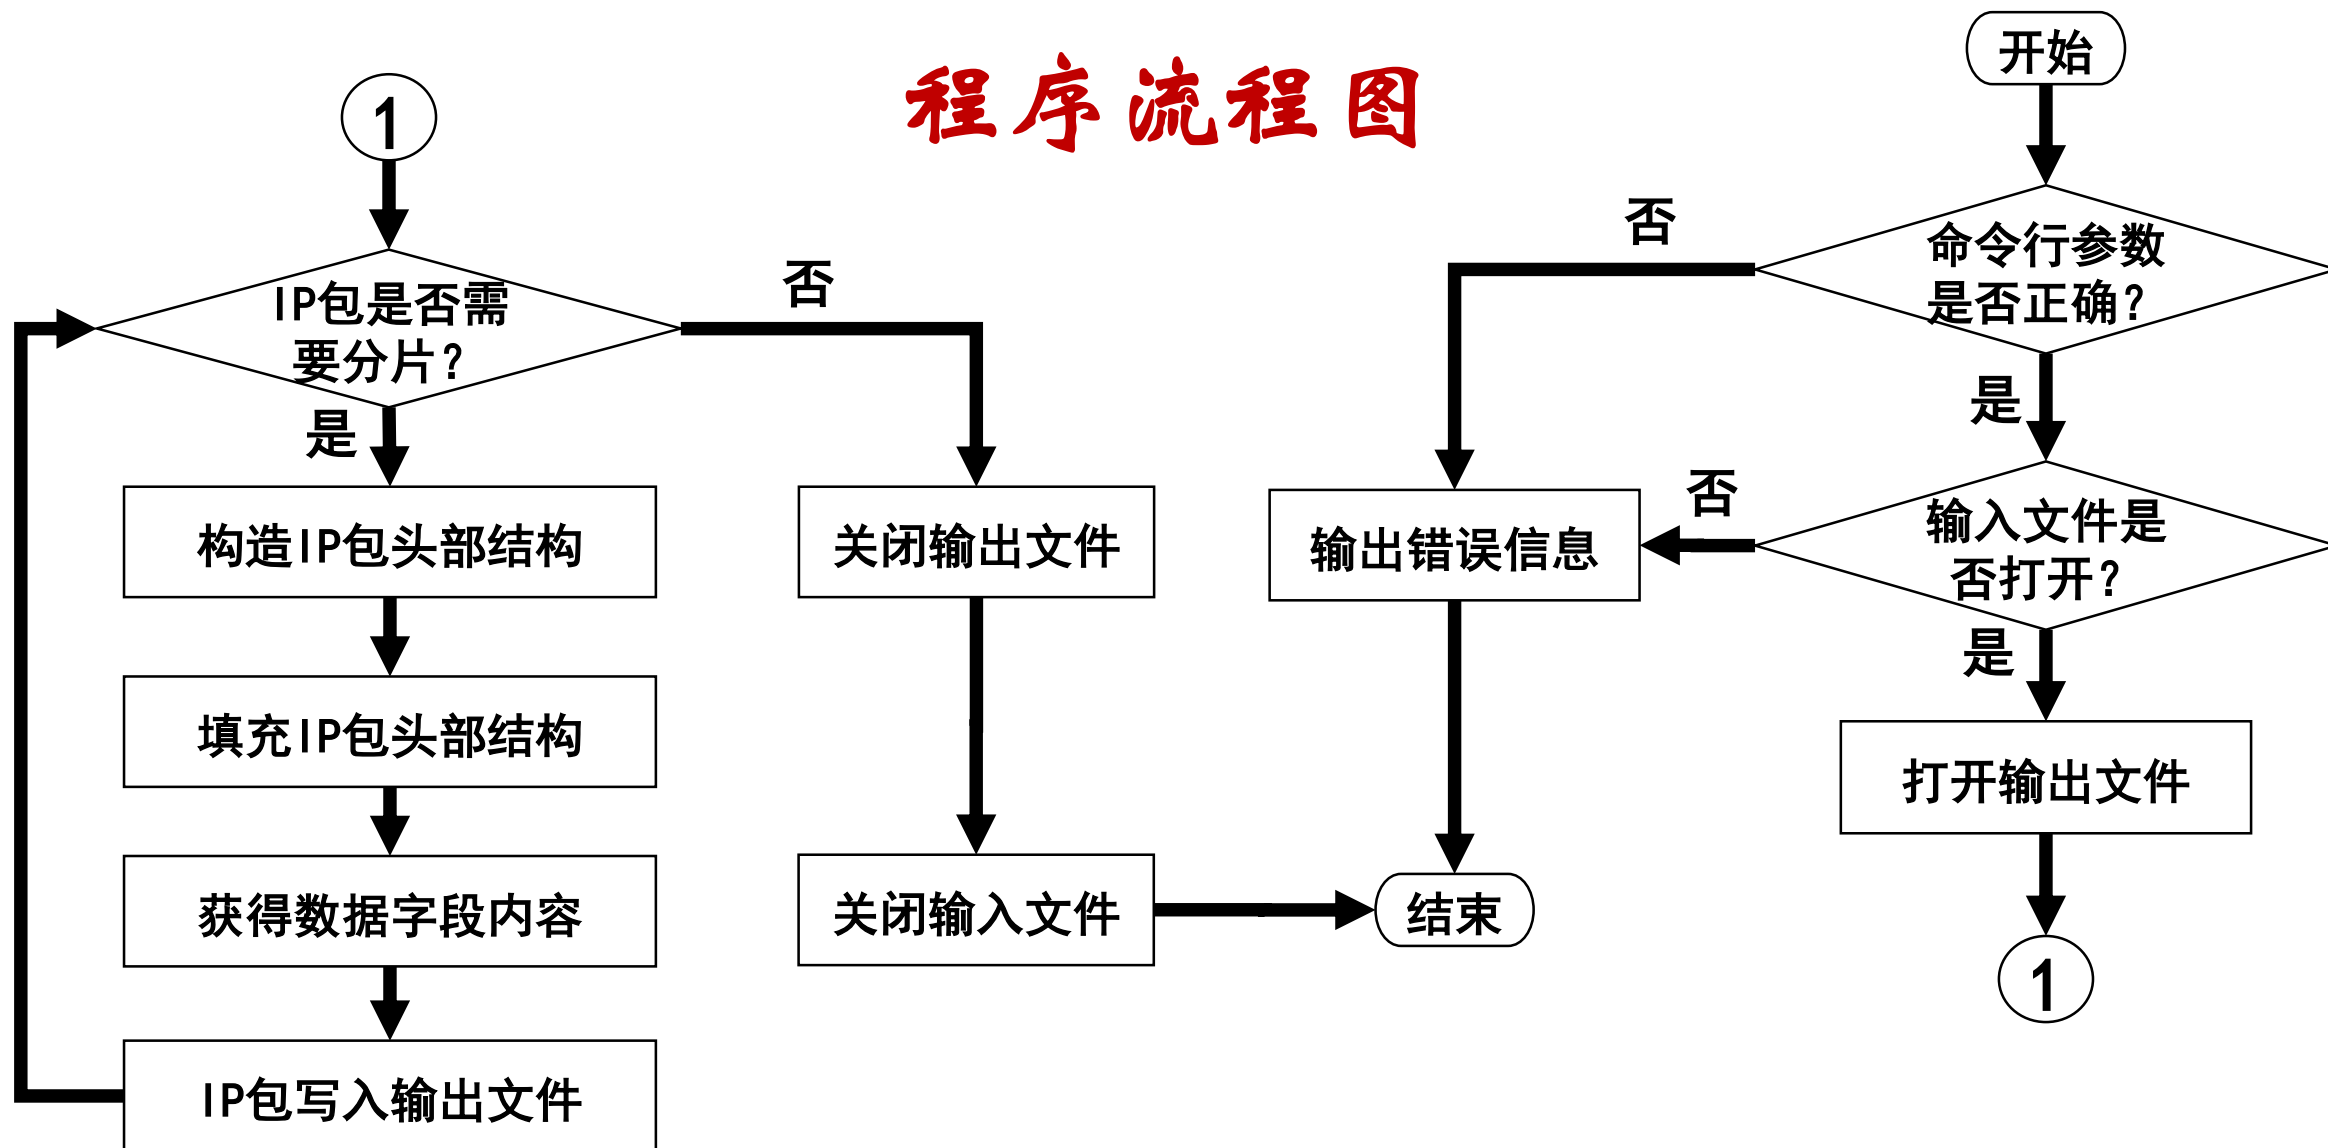 程序流程图
开始
命令行参数
是否正确？
否
是
输入文件是
否打开？
否
是
输出错误信息
打开输出文件
1
1
IP包是否需
要分片？
否
是
构造IP包头部结构
填充IP包头部结构
获得数据字段内容
IP包写入输出文件
关闭输出文件
关闭输入文件
结束